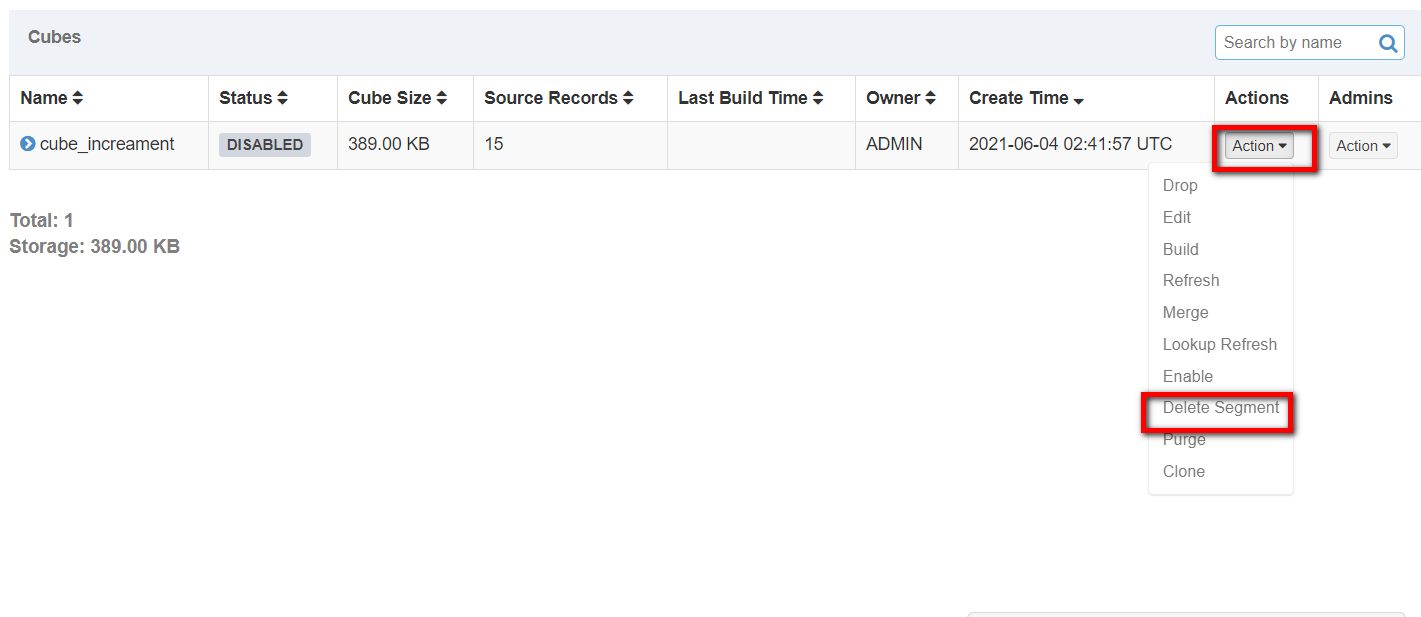 Cubes
Search by name
Name Status Cube Size Source Records Last Build Time Owner Create Time Actions Admins
cube_increament DISABLED 389.00 KB 15 ADMIN 2021-06-04 02:41:57 UTC Action Action
Drop
Edit
Build
Refresh
Merge
Lookup Refresh
Enable
Delete Segment
Purge
Clone
Total: 1
Storage: 389.00 KB